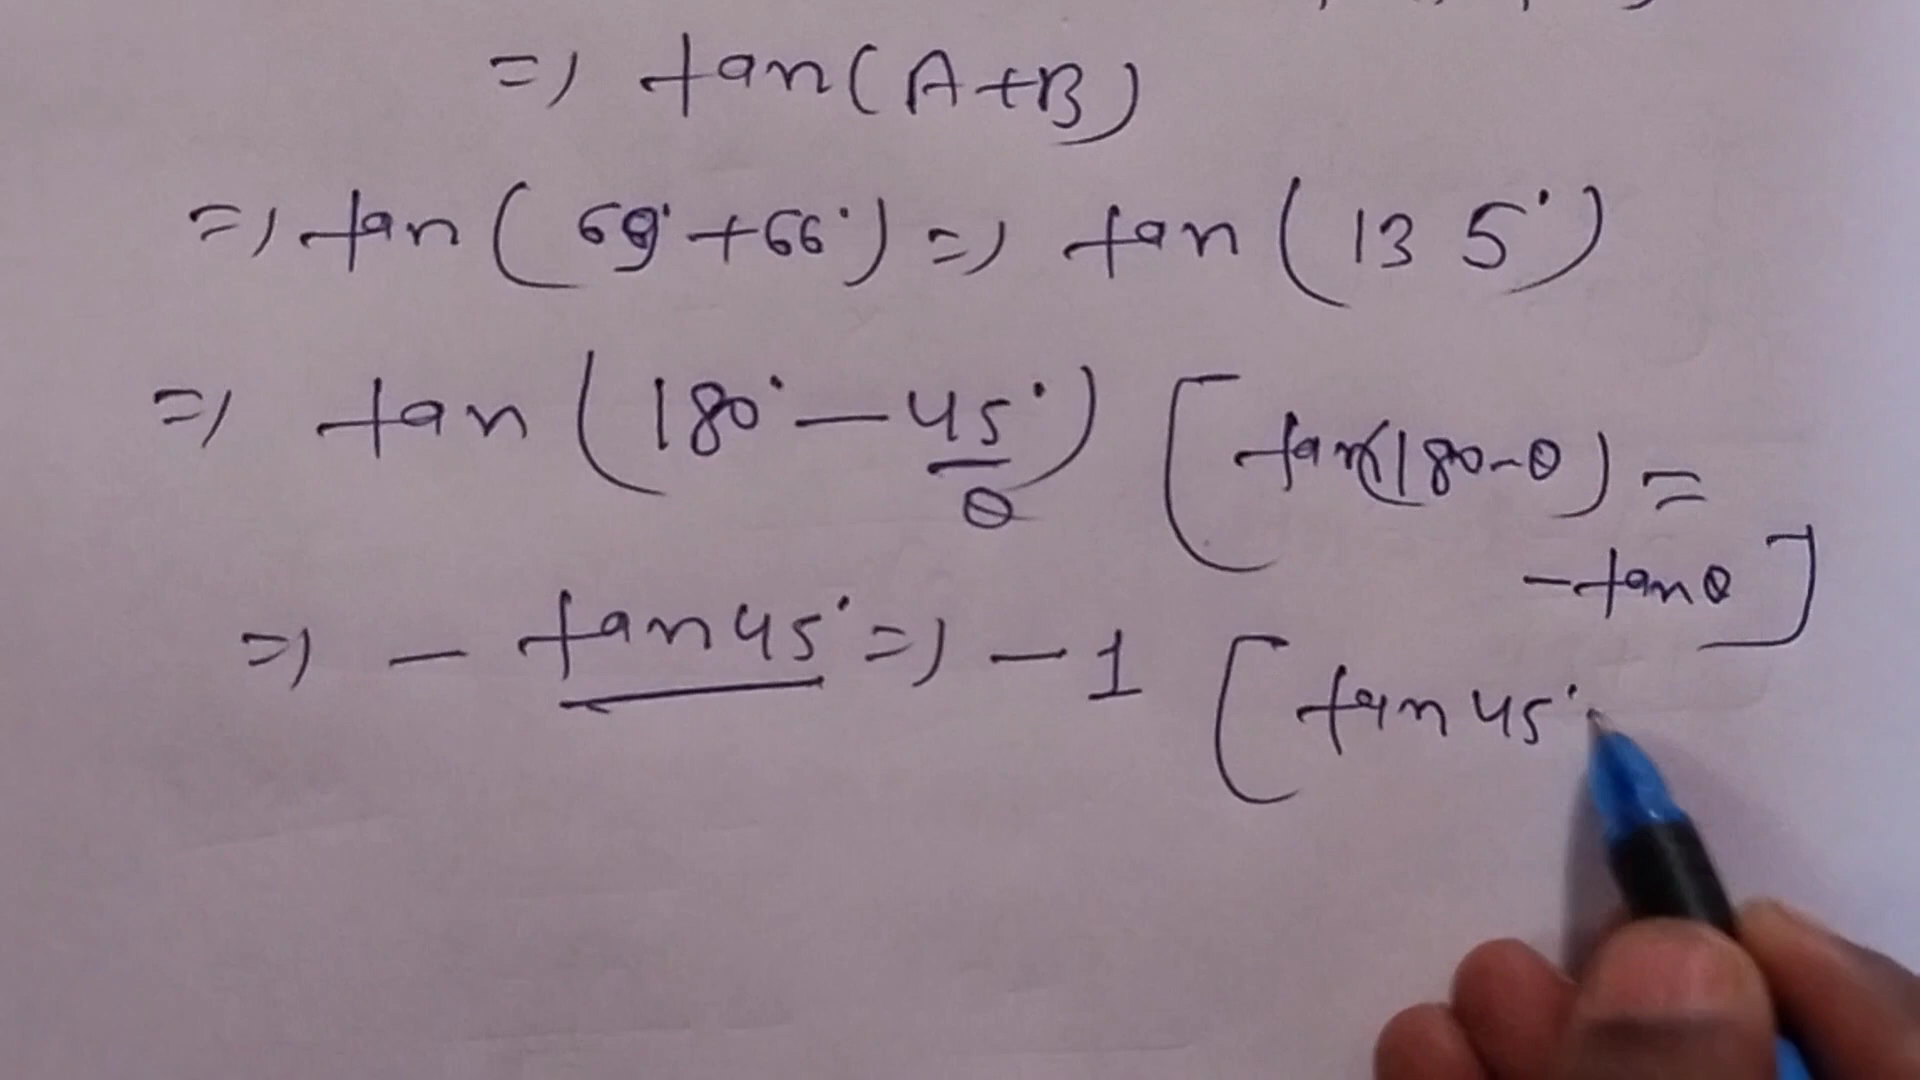 => tan(A+B)
=> tan(69°+66°) => tan(135°)
=> tan(180°-45°) [tan(180-θ) =
θ
-tanθ]
=> - tan45° => -1 [tan45°